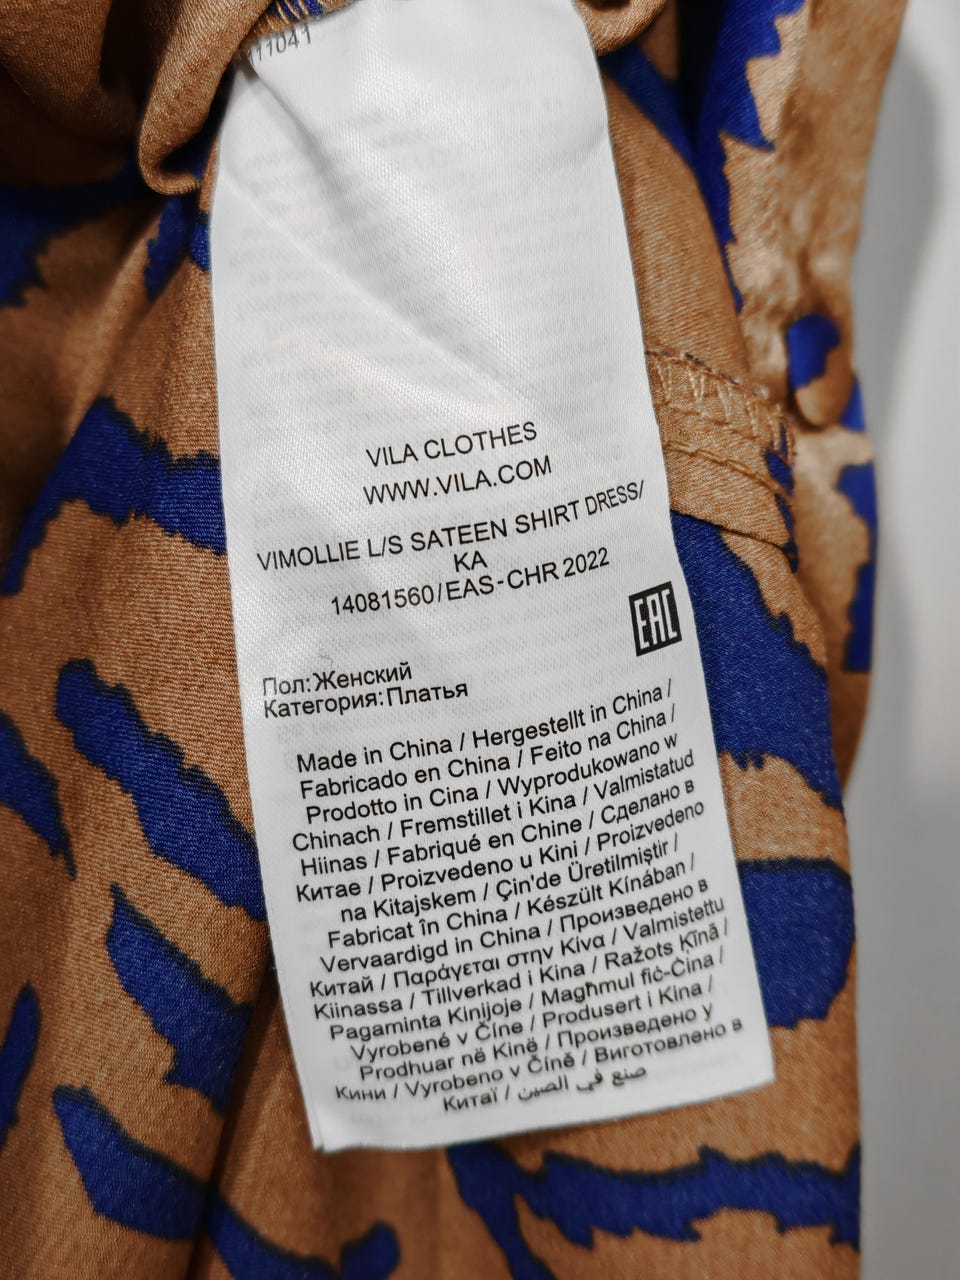 11041
VILA CLOTHES
WWW.VILA.COM
VIMOLLIE L/S SATEEN SHIRT DRESS/
KA
14081560/EAS-CHR 2022
EAC
Пол:Женский
Категория:Платья
Made in China / Hergestellt in China /
Fabricado en China / Feito na China /
Prodotto in Cina / Wyprodukowano w
Chinach / Fremstillet i Kina / Valmistatud
Hiinas / Fabriqué en Chine / Сделано в
Китае / Proizvedeno u Kini / Proizvedeno
na Kitajskem / Çin'de Üretilmiştir /
Fabricat în China / Készült Kínában /
Vervaardigd in China / Произведено в
Китай / Παράγεται στην Κίνα / Valmistettu
Kiinassa / Tillverkad i Kina / Ražots Ķīnā /
Pagaminta Kinijoje / Magħmul fiċ-Ċina /
Vyrobené v Číne / Produsert i Kina /
Prodhuar në Kinë / Произведено у
Кини / Vyrobeno v Číně / Виготовлено в
Китаї / صنع في الصين